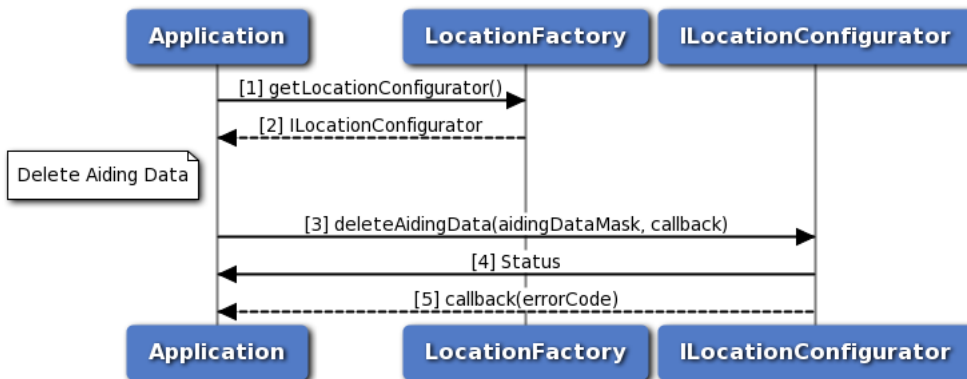 Application
LocationFactory
ILocationConfigurator
[1] getLocationConfigurator()
[2] ILocationConfigurator
Delete Aiding Data
[3] deleteAidingData(aidingDataMask, callback)
[4] Status
[5] callback(errorCode)
Application
LocationFactory
ILocationConfigurator